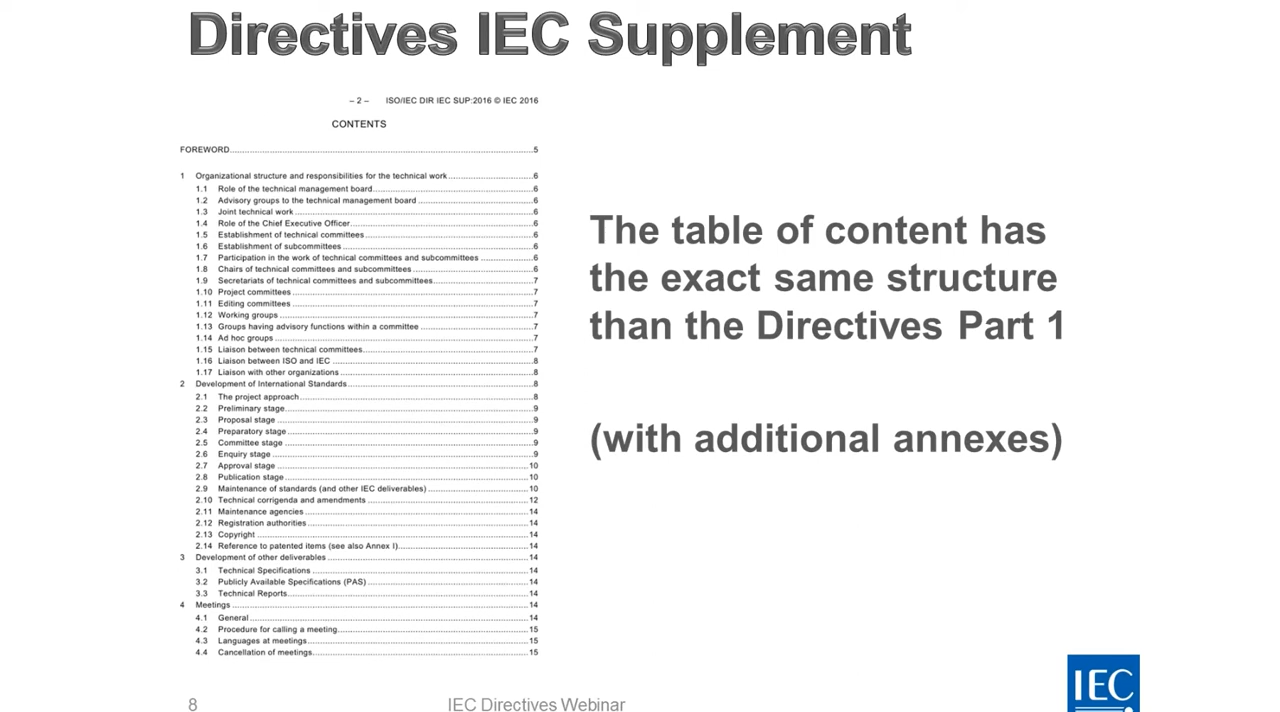 Directives IEC Supplement
– 2 – ISO/IEC DIR IEC SUP:2016 © IEC 2016
CONTENTS
FOREWORD 5
1 Organizational structure and responsibilities for the technical work 6
1.1 Role of the technical management board 6
1.2 Advisory groups to the technical management board 6
1.3 Joint technical work 6
1.4 Role of the Chief Executive Officer 6
1.5 Establishment of technical committees 6
1.6 Establishment of subcommittees 6
1.7 Participation in the work of technical committees and subcommittees 6
1.8 Chairs of technical committees and subcommittees 6
1.9 Secretariats of technical committees and subcommittees 7
1.10 Project committees 7
1.11 Editing committees 7
1.12 Working groups 7
1.13 Groups having advisory functions within a committee 7
1.14 Ad hoc groups 7
1.15 Liaison between technical committees 7
1.16 Liaison between ISO and IEC 8
1.17 Liaison with other organizations 8
2 Development of International Standards 8
2.1 The project approach 8
2.2 Preliminary stage 9
2.3 Proposal stage 9
2.4 Preparatory stage 9
2.5 Committee stage 9
2.6 Enquiry stage 9
2.7 Approval stage 10
2.8 Publication stage 10
2.9 Maintenance of standards (and other IEC deliverables) 10
2.10 Technical corrigenda and amendments 12
2.11 Maintenance agencies 14
2.12 Registration authorities 14
2.13 Copyright 14
2.14 Reference to patented items (see also Annex I) 14
3 Development of other deliverables 14
3.1 Technical Specifications 14
3.2 Publicly Available Specifications (PAS) 14
3.3 Technical Reports 14
4 Meetings 14
4.1 General 14
4.2 Procedure for calling a meeting 15
4.3 Languages at meetings 15
4.4 Cancellation of meetings 15
The table of content has
the exact same structure
than the Directives Part 1
(with additional annexes)
8
IEC Directives Webinar
IEC